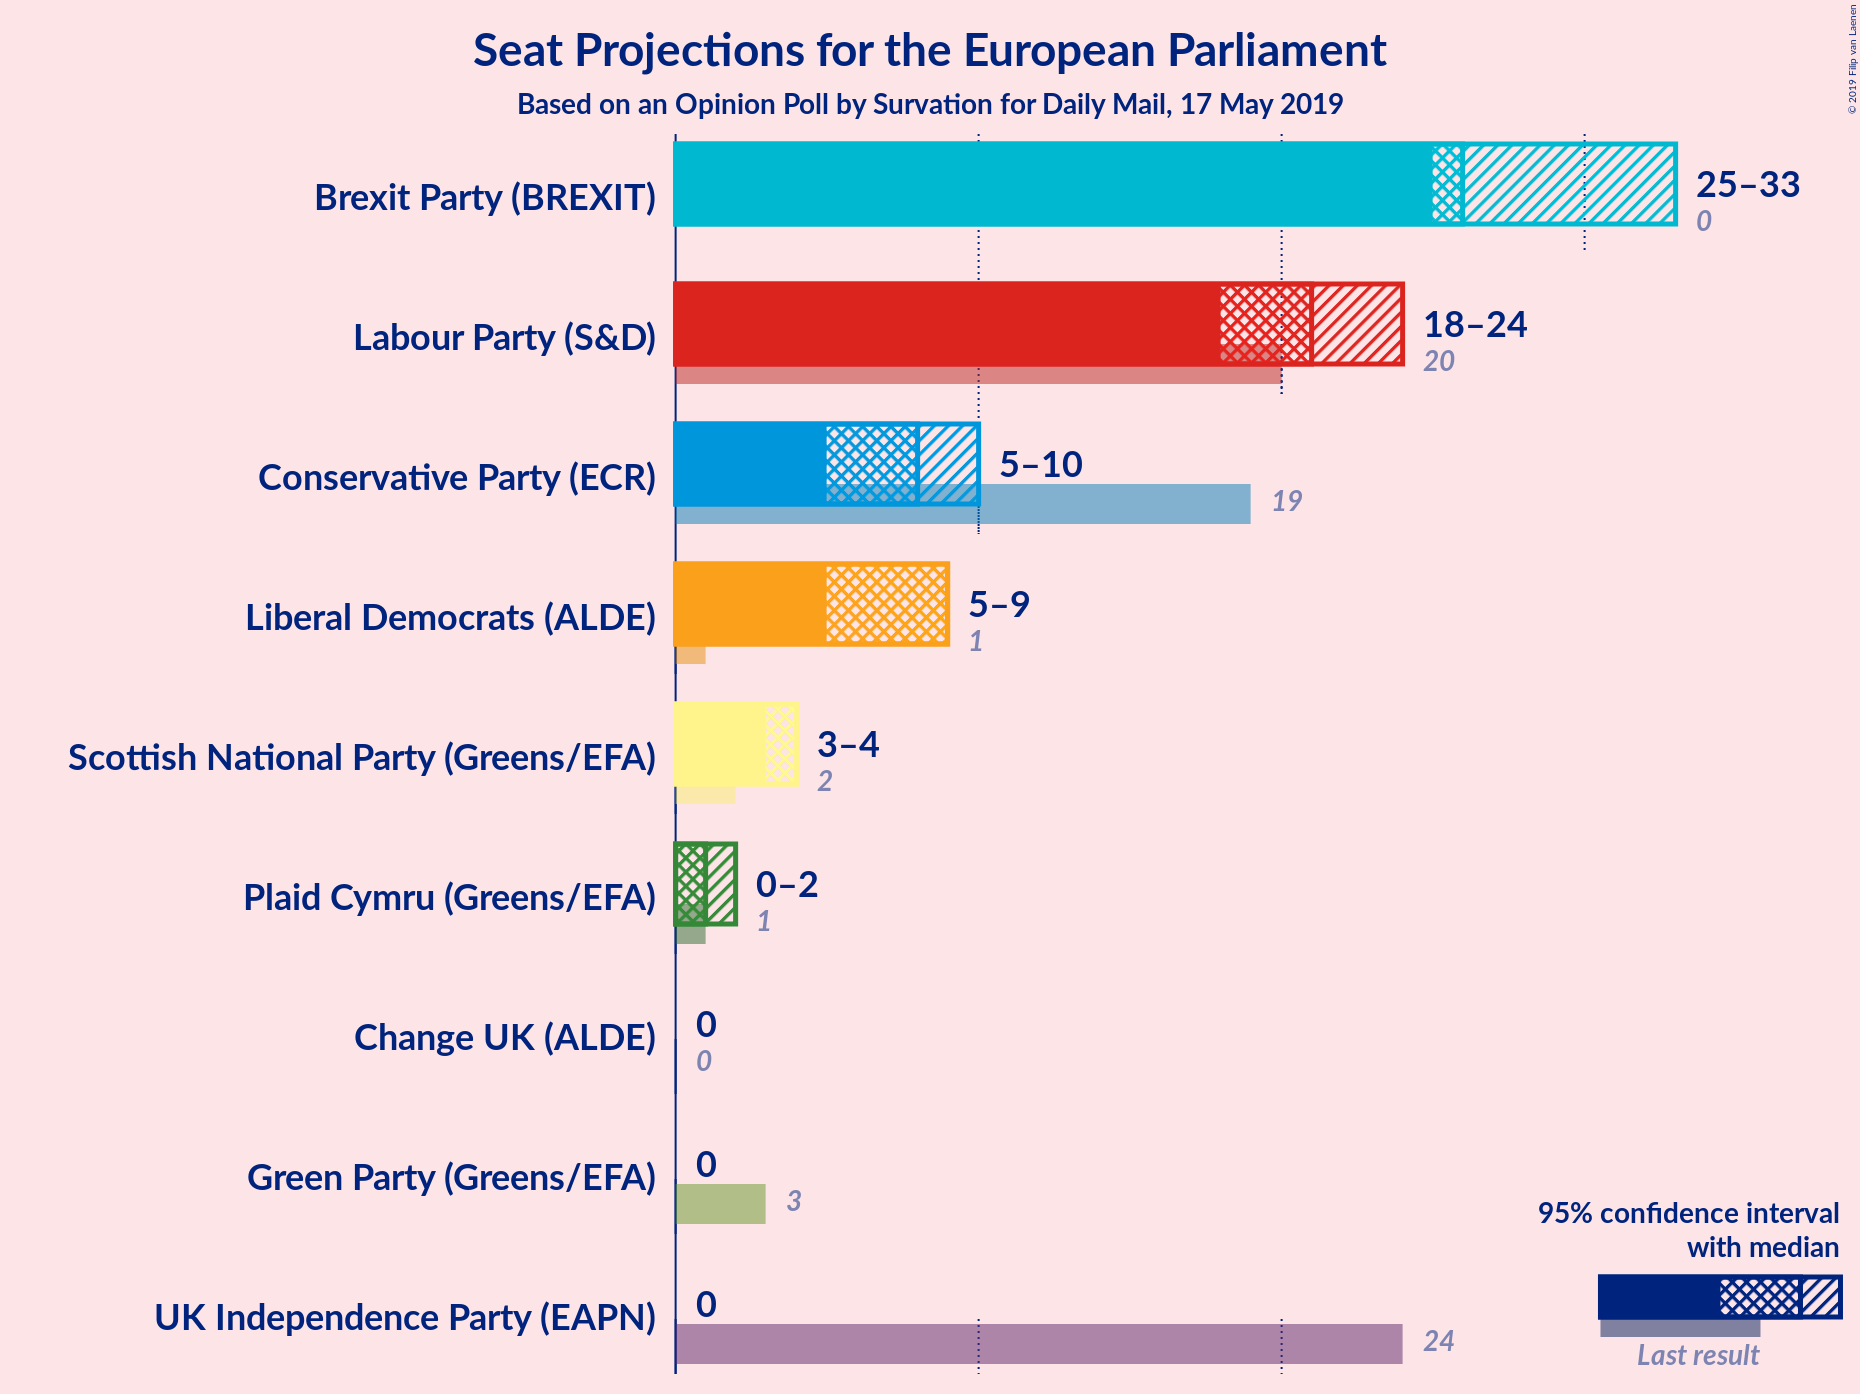 Seat Projections for the European Parliament
Based on an Opinion Poll by Survation for Daily Mail, 17 May 2019
© 2019 Filip van Laenen
Brexit Party (BREXIT)
25–33
0
Labour Party (S&D)
18–24
20
Conservative Party (ECR)
5–10
19
Liberal Democrats (ALDE)
5–9
1
Scottish National Party (Greens/EFA)
3–4
2
Plaid Cymru (Greens/EFA)
0–2
1
Change UK (ALDE)
0
0
Green Party (Greens/EFA)
0
3
UK Independence Party (EAPN)
0
24
95% confidence interval
with median
Last result